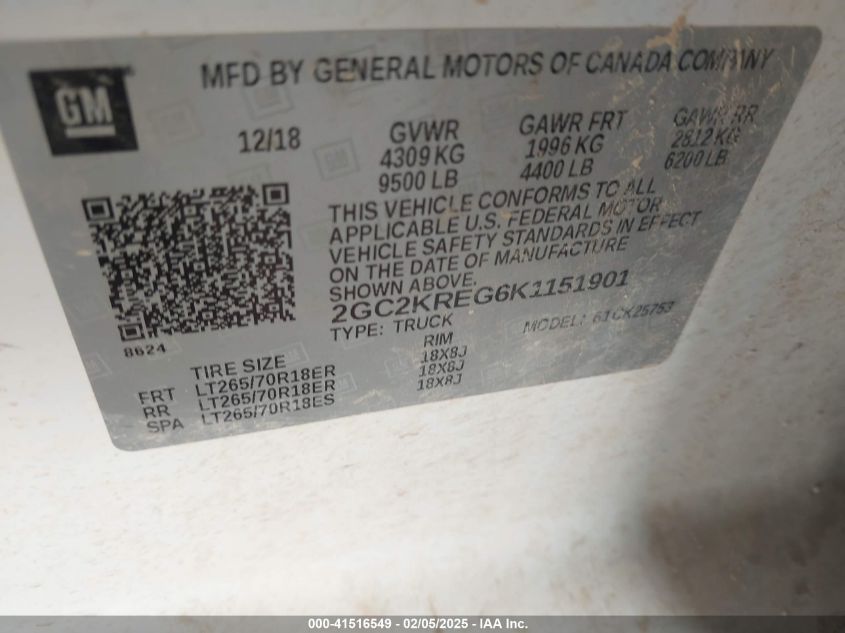 GM
MFD BY GENERAL MOTORS OF CANADA COMPANY
12/18
GVWR
4309 KG
9500 LB
GAWR FRT
1996 KG
4400 LB
GAWR RR
2812 KG
6200 LB
THIS VEHICLE CONFORMS TO ALL
APPLICABLE U.S. FEDERAL MOTOR
VEHICLE SAFETY STANDARDS IN EFFECT
ON THE DATE OF MANUFACTURE
SHOWN ABOVE.
2GC2KREG6K1151901
TYPE: TRUCK
MODEL: 61CK25753
8624
TIRE SIZE
RIM
FRT LT265/70R18ER 18X8J
RR LT265/70R18ER 18X8J
SPA LT265/70R18ES 18X8J
000-41516549 — 02/05/2025 — IAA Inc.